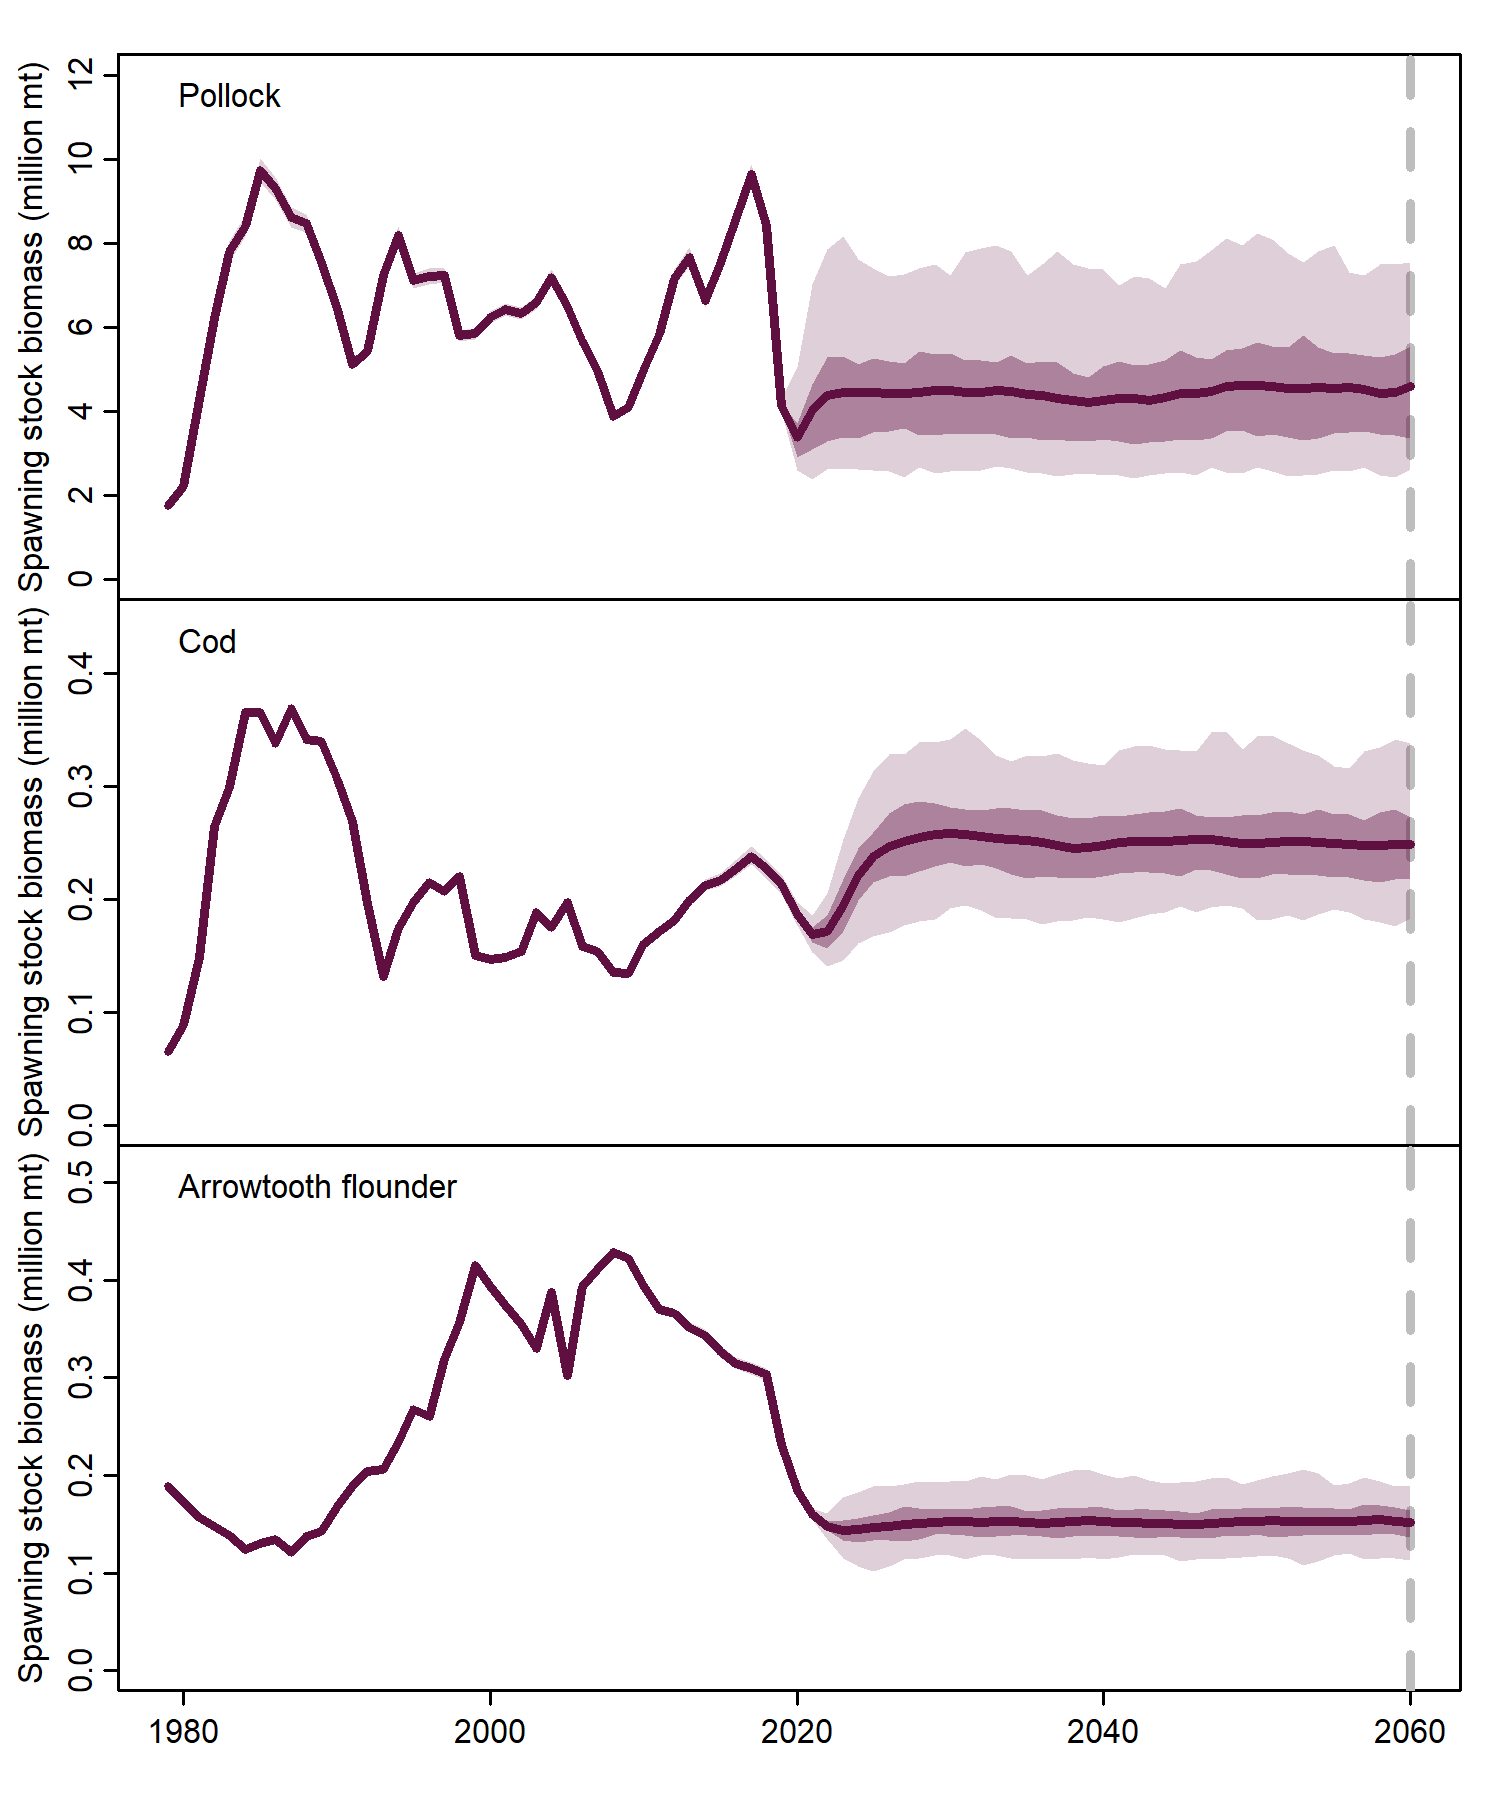 Spawning stock biomass (million mt)
12
10
8
6
4
2
0
Pollock
Spawning stock biomass (million mt)
0.4
0.3
0.2
0.1
0.0
Cod
Spawning stock biomass (million mt)
0.5
0.4
0.3
0.2
0.1
0.0
Arrowtooth flounder
1980 2000 2020 2040 2060